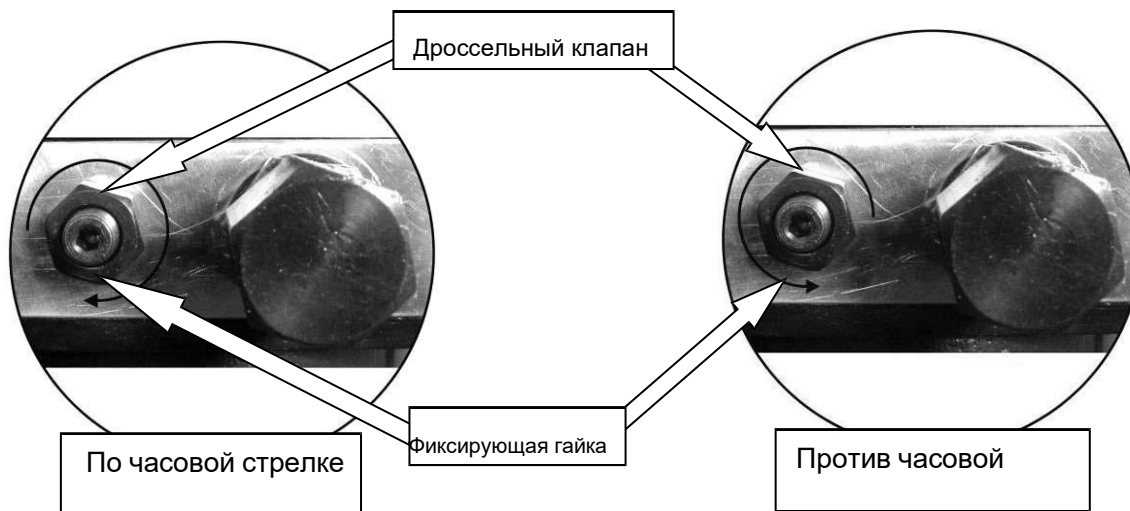 Дроссельный клапан
Фиксирующая гайка
По часовой стрелке
Против часовой